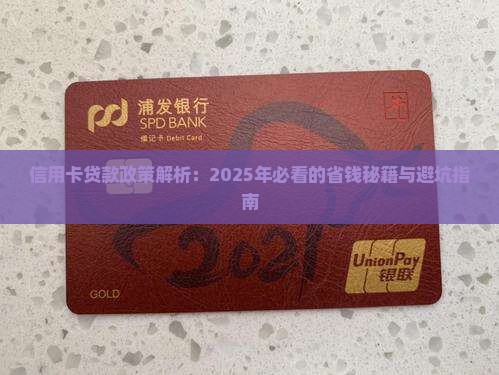 浦发银行
SPD BANK
借记卡 Debit Card
牛
信用卡贷款政策解析：2025年必看的省钱秘籍与避坑指
南
2021
UnionPay
银联
GOLD